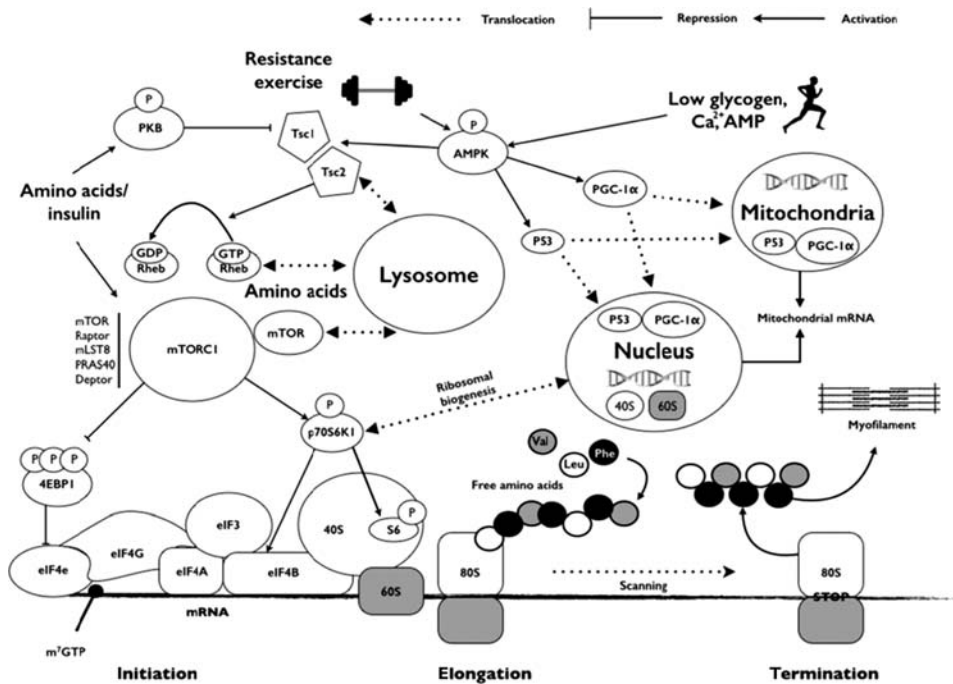 Translocation
Repression
Activation
Resistance
exercise
Low glycogen,
Ca,²⁺AMP
P
PKB
Tsc1
Tsc2
P
AMPK
PGC-1α
P53
Amino acids/
insulin
GDP
Rheb
GTP
Rheb
Amino acids
Lysosome
Mitochondria
P53
PGC-1α
Mitochondrial mRNA
mTOR
Raptor
mLST8
PRAS40
Deptor
mTORC1
mTOR
P53
PGC-1α
Nucleus
40S
60S
Ribosomal
biogenesis
P
p70S6K1
Myofilament
Val
Leu
Phe
Free amino acids
P
P
P
4EBP1
eIF4e
eIF4G
eIF3
eIF4A
eIF4B
40S
S6
P
60S
80S
Scanning
80S
STOP
mRNA
m⁷GTP
Initiation
Elongation
Termination